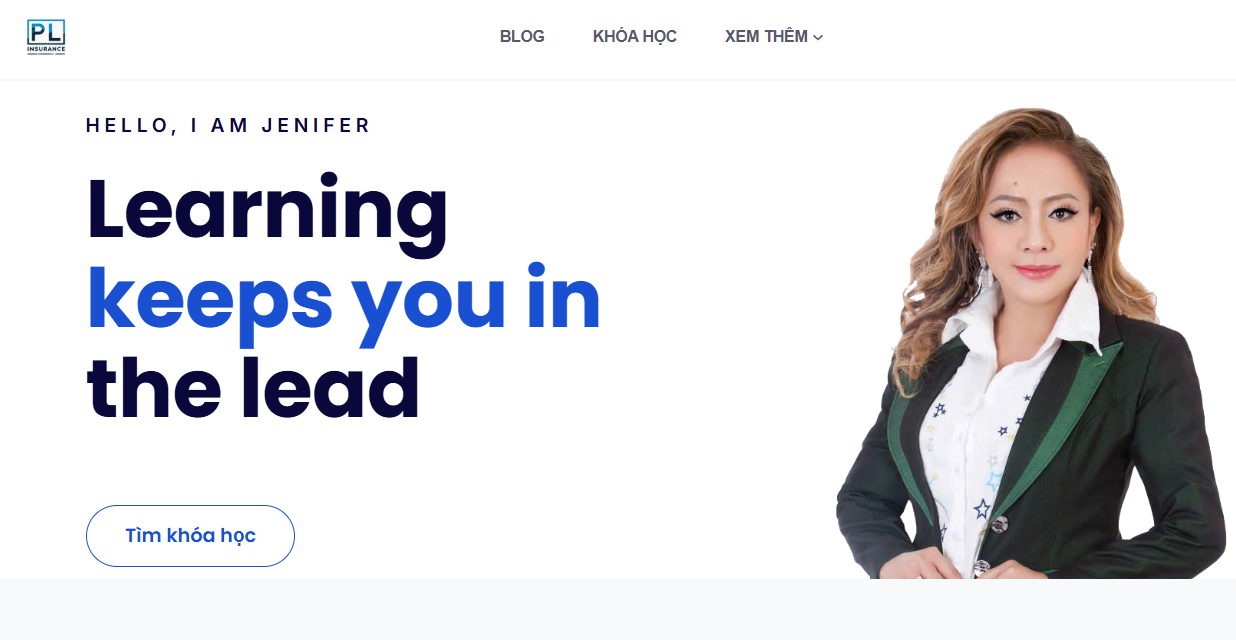 PL
INSURANCE
BLOG
KHÓA HỌC
XEM THÊM
HELLO, I AM JENIFER
Learning
keeps you in
the lead
Tìm khóa học